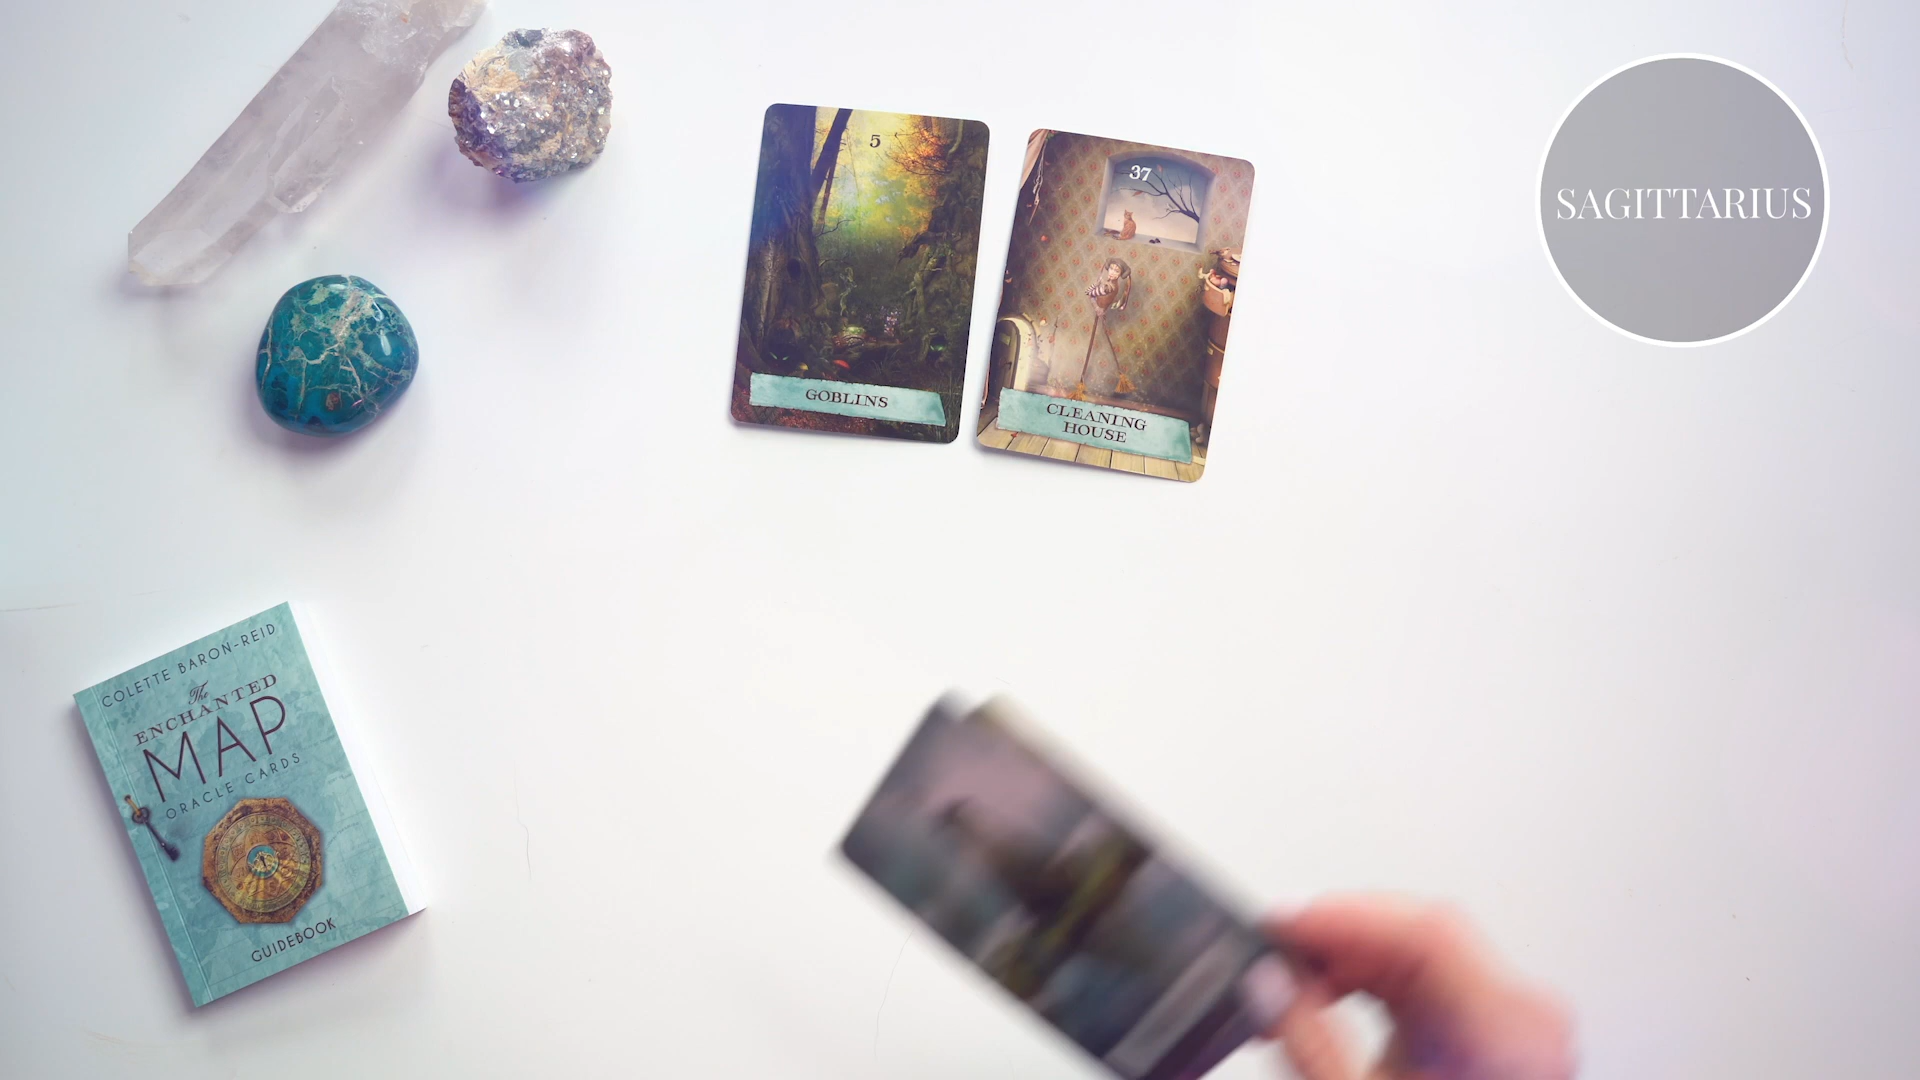 5
GOBLINS
37
CLEANING
HOUSE
SAGITTARIUS
COLETTE BARON-REID
The
ENCHANTED
MAP
ORACLE CARDS
GUIDEBOOK